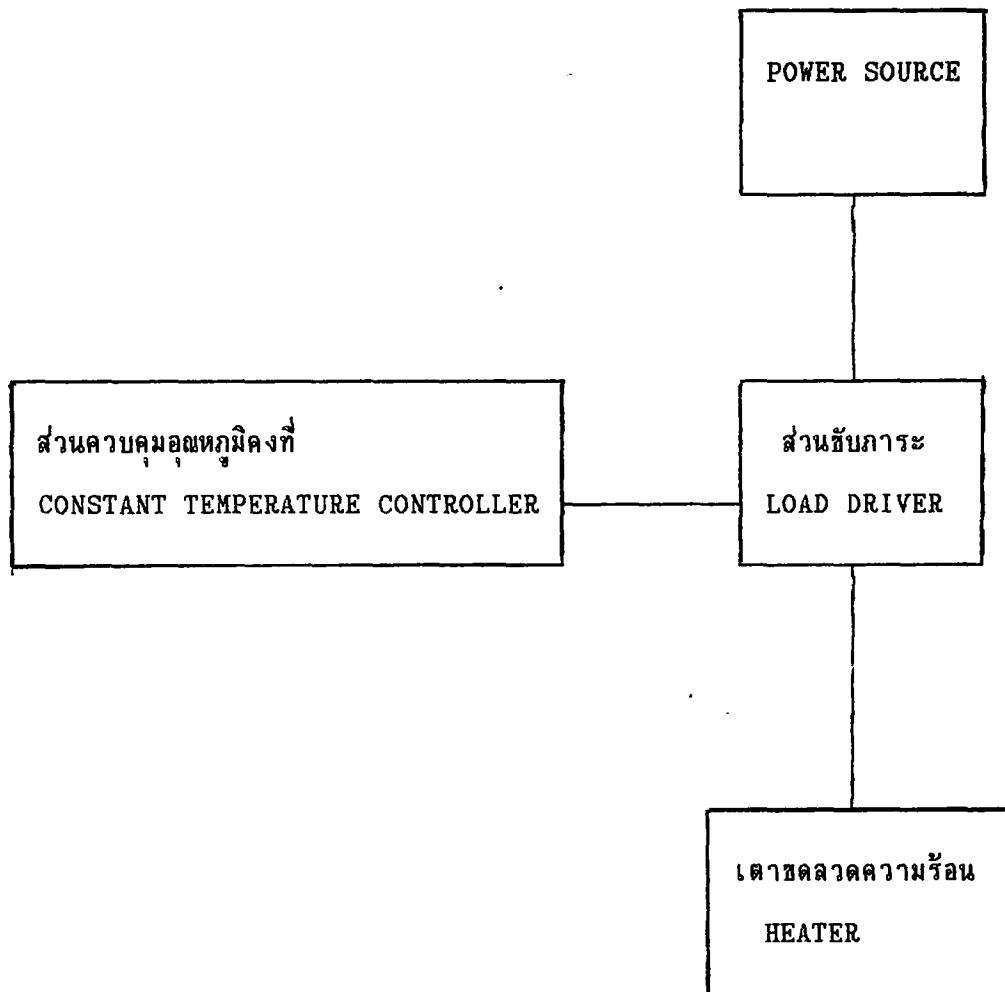 POWER SOURCE
ส่วนควบคุมอุณหภูมิคงที่
CONSTANT TEMPERATURE CONTROLLER
ส่วนขับภาระ
LOAD DRIVER
เตาขดลวดความร้อน
HEATER